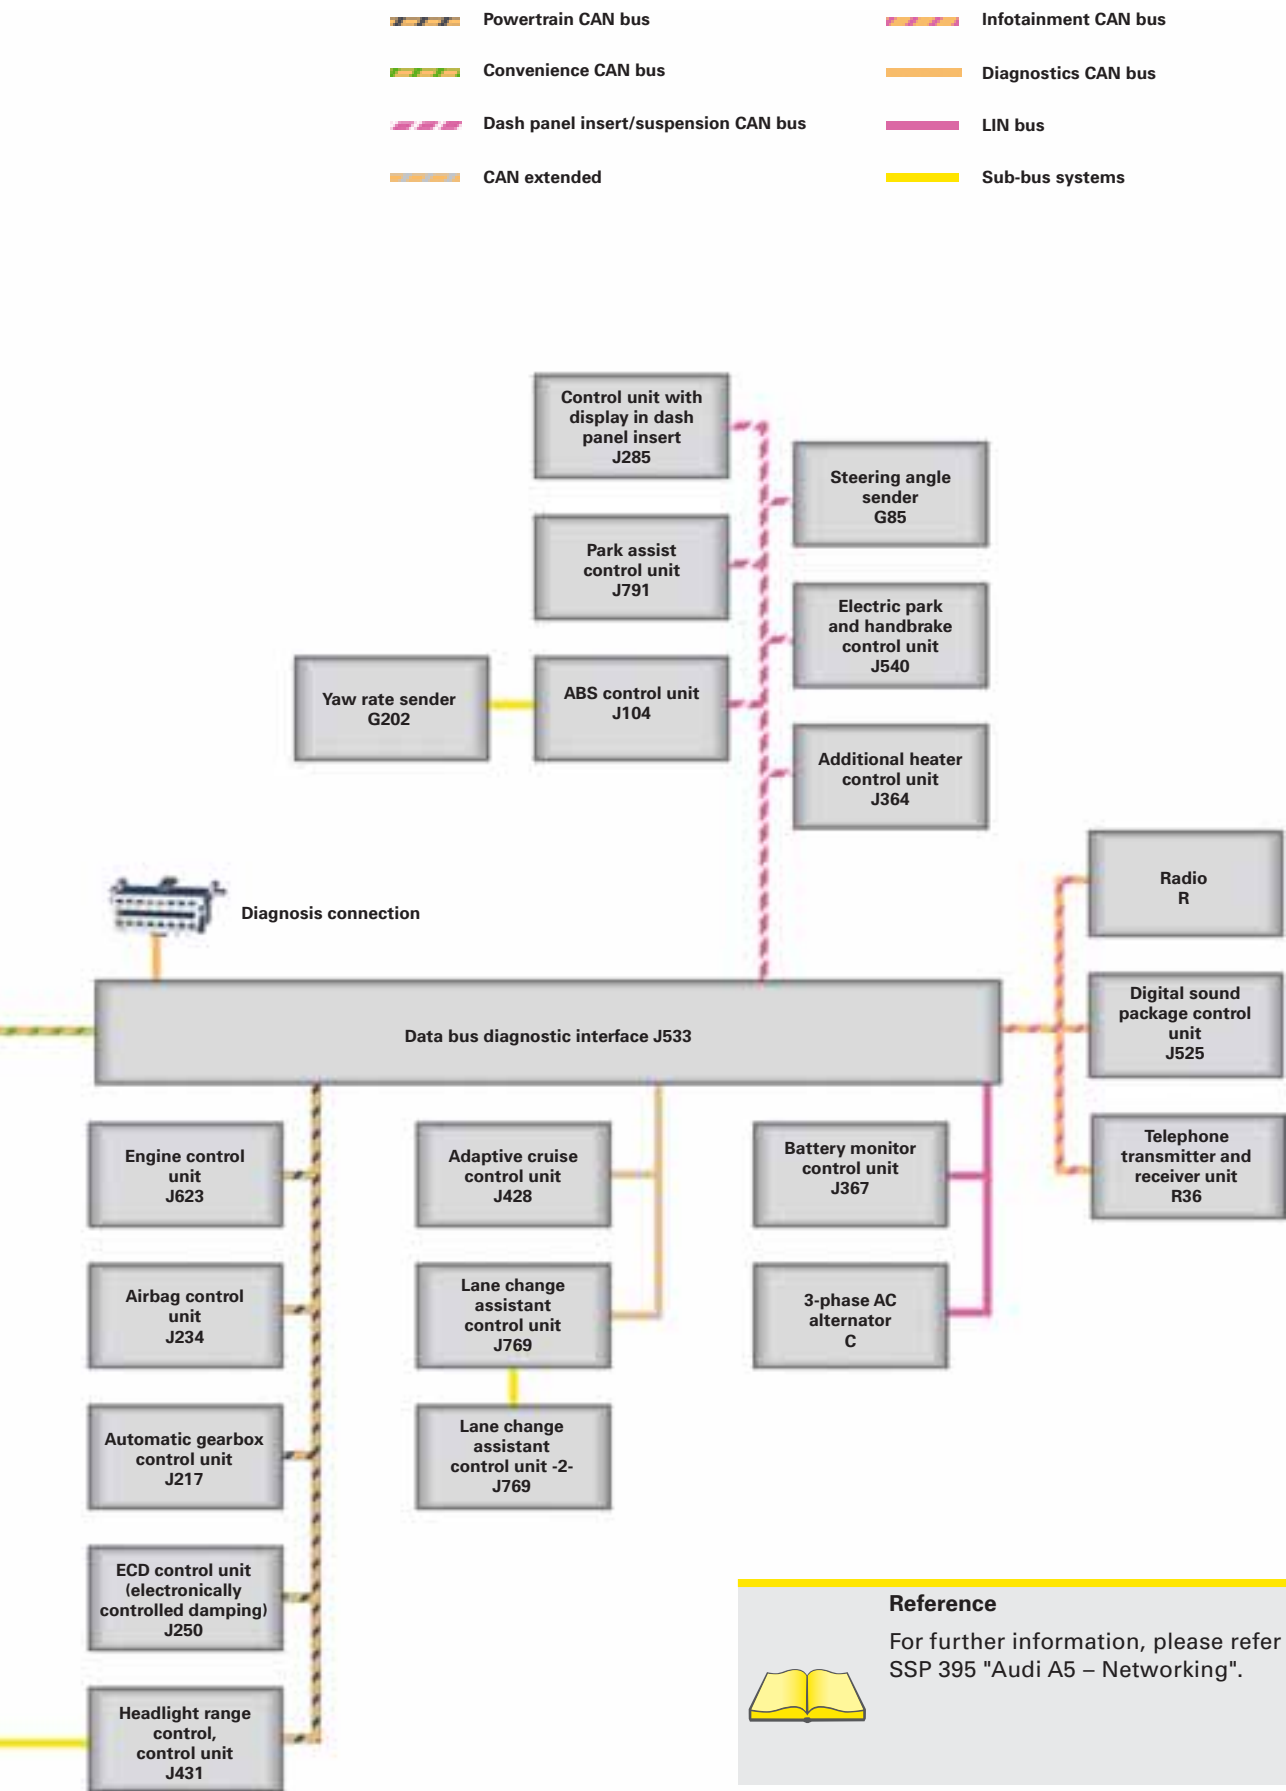 Powertrain CAN bus
Infotainment CAN bus
Convenience CAN bus
Diagnostics CAN bus
Dash panel insert/suspension CAN bus
LIN bus
CAN extended
Sub-bus systems
Control unit with
display in dash
panel insert
J285
Steering angle
sender
G85
Park assist
control unit
J791
Electric park
and handbrake
control unit
J540
Yaw rate sender
G202
ABS control unit
J104
Additional heater
control unit
J364
Diagnosis connection
Radio
R
Digital sound
package control
unit
J525
Data bus diagnostic interface J533
Telephone
transmitter and
receiver unit
R36
Engine control
unit
J623
Adaptive cruise
control unit
J428
Battery monitor
control unit
J367
Airbag control
unit
J234
Lane change
assistant
control unit
J769
3-phase AC
alternator
C
Automatic gearbox
control unit
J217
Lane change
assistant
control unit -2-
J769
ECD control unit
(electronically
controlled damping)
J250
Headlight range
control,
control unit
J431
Reference
For further information, please refer
SSP 395 "Audi A5 – Networking".